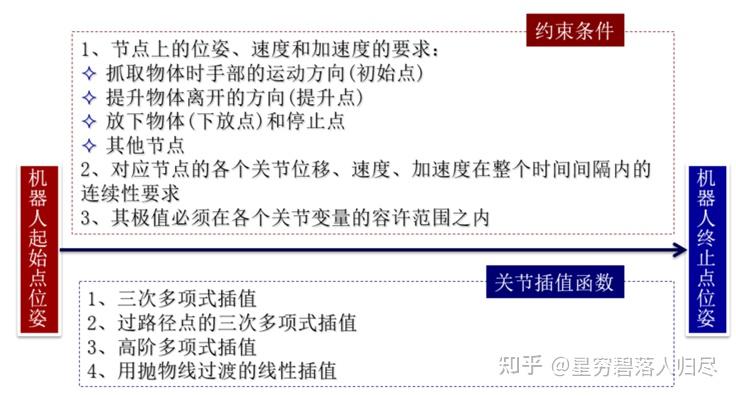 约束条件
1、节点上的位姿、速度和加速度的要求：
抓取物体时手部的运动方向(初始点)
提升物体离开的方向(提升点)
放下物体(下放点)和停止点
其他节点
2、对应节点的各个关节位移、速度、加速度在整个时间间隔内的
连续性要求
3、其极值必须在各个关节变量的容许范围之内
机器人起始点位姿
机器人终止点位姿
关节插值函数
1、三次多项式插值
2、过路径点的三次多项式插值
3、高阶多项式插值
4、用抛物线过渡的线性插值
知乎 @星穷碧落人归尽